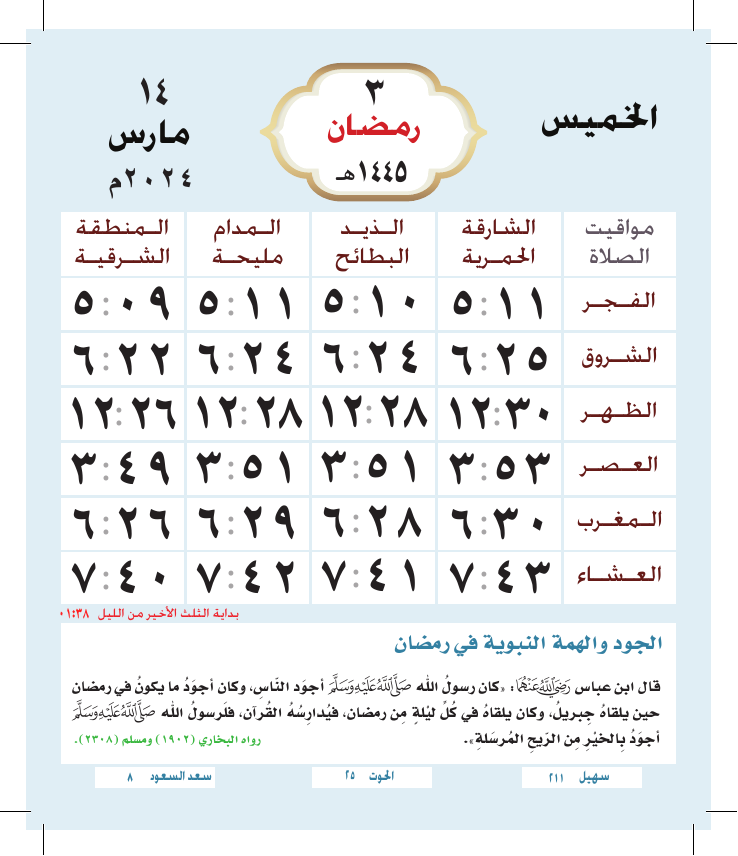 الخميس
٣
رمضان
١٤٤٥هـ
١٤
مارس
٢٠٢٤م
مواقيت الصلاة | الشارقة الحمرية | الذيد البطائح | المدام مليحة | المنطقة الشرقية
الفجر ٥:١١ ٥:١٠ ٥:١١ ٥:٠٩
الشروق ٦:٢٥ ٦:٢٤ ٦:٢٤ ٦:٢٢
الظهر ١٢:٣٠ ١٢:٢٨ ١٢:٢٨ ١٢:٢٦
العصر ٣:٥٣ ٣:٥١ ٣:٥١ ٣:٤٩
المغرب ٦:٣٠ ٦:٢٨ ٦:٢٩ ٦:٢٦
العشاء ٧:٤٣ ٧:٤١ ٧:٤٢ ٧:٤٠
بداية الثلث الأخير من الليل ٠١:٣٨
الجود والهمة النبوية في رمضان
قال ابن عباس رَضِيَ اللَّهُ عَنْهُمَا: «كان رسولُ الله صَلَّى اللَّهُ عَلَيْهِ وَسَلَّمَ أجودَ النَّاسِ، وكان أجودُ ما يكونُ في رمضان
حين يلقاهُ جِبريلُ، وكان يلقاهُ في كُلِّ ليْلةٍ مِن رمضان، فيُدارِسُهُ القُرآن، فلَرسولُ الله صَلَّى اللَّهُ عَلَيْهِ وَسَلَّمَ
أجودُ بِالخيْرِ مِن الرّيحِ المُرسَلةِ».
رواه البخاري (١٩٠٢) ومسلم (٢٣٠٨).
سهيل ٢١١
الحوت ٢٥
سعد السعود ٨